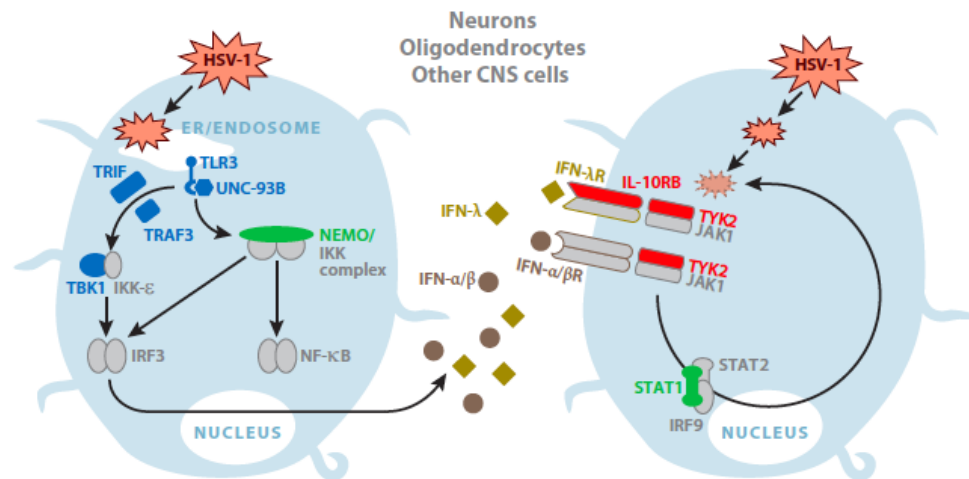 Neurons
Oligodendrocytes
Other CNS cells
HSV-1
ER/ENDOSOME
TLR3
TRIF
UNC-93B
TRAF3
NEMO/
IKK
complex
TBK1
IKK-ε
IRF3
NF-κB
NUCLEUS
IFN-λ
IFN-α/β
HSV-1
IFN-λR
IL-10RB
TYK2
JAK1
IFN-α/βR
TYK2
JAK1
STAT2
STAT1
IRF9
NUCLEUS